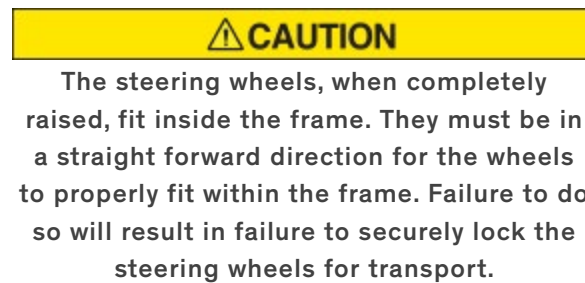 CAUTION
The steering wheels, when completely
raised, fit inside the frame. They must be in
a straight forward direction for the wheels
to properly fit within the frame. Failure to do
so will result in failure to securely lock the
steering wheels for transport.